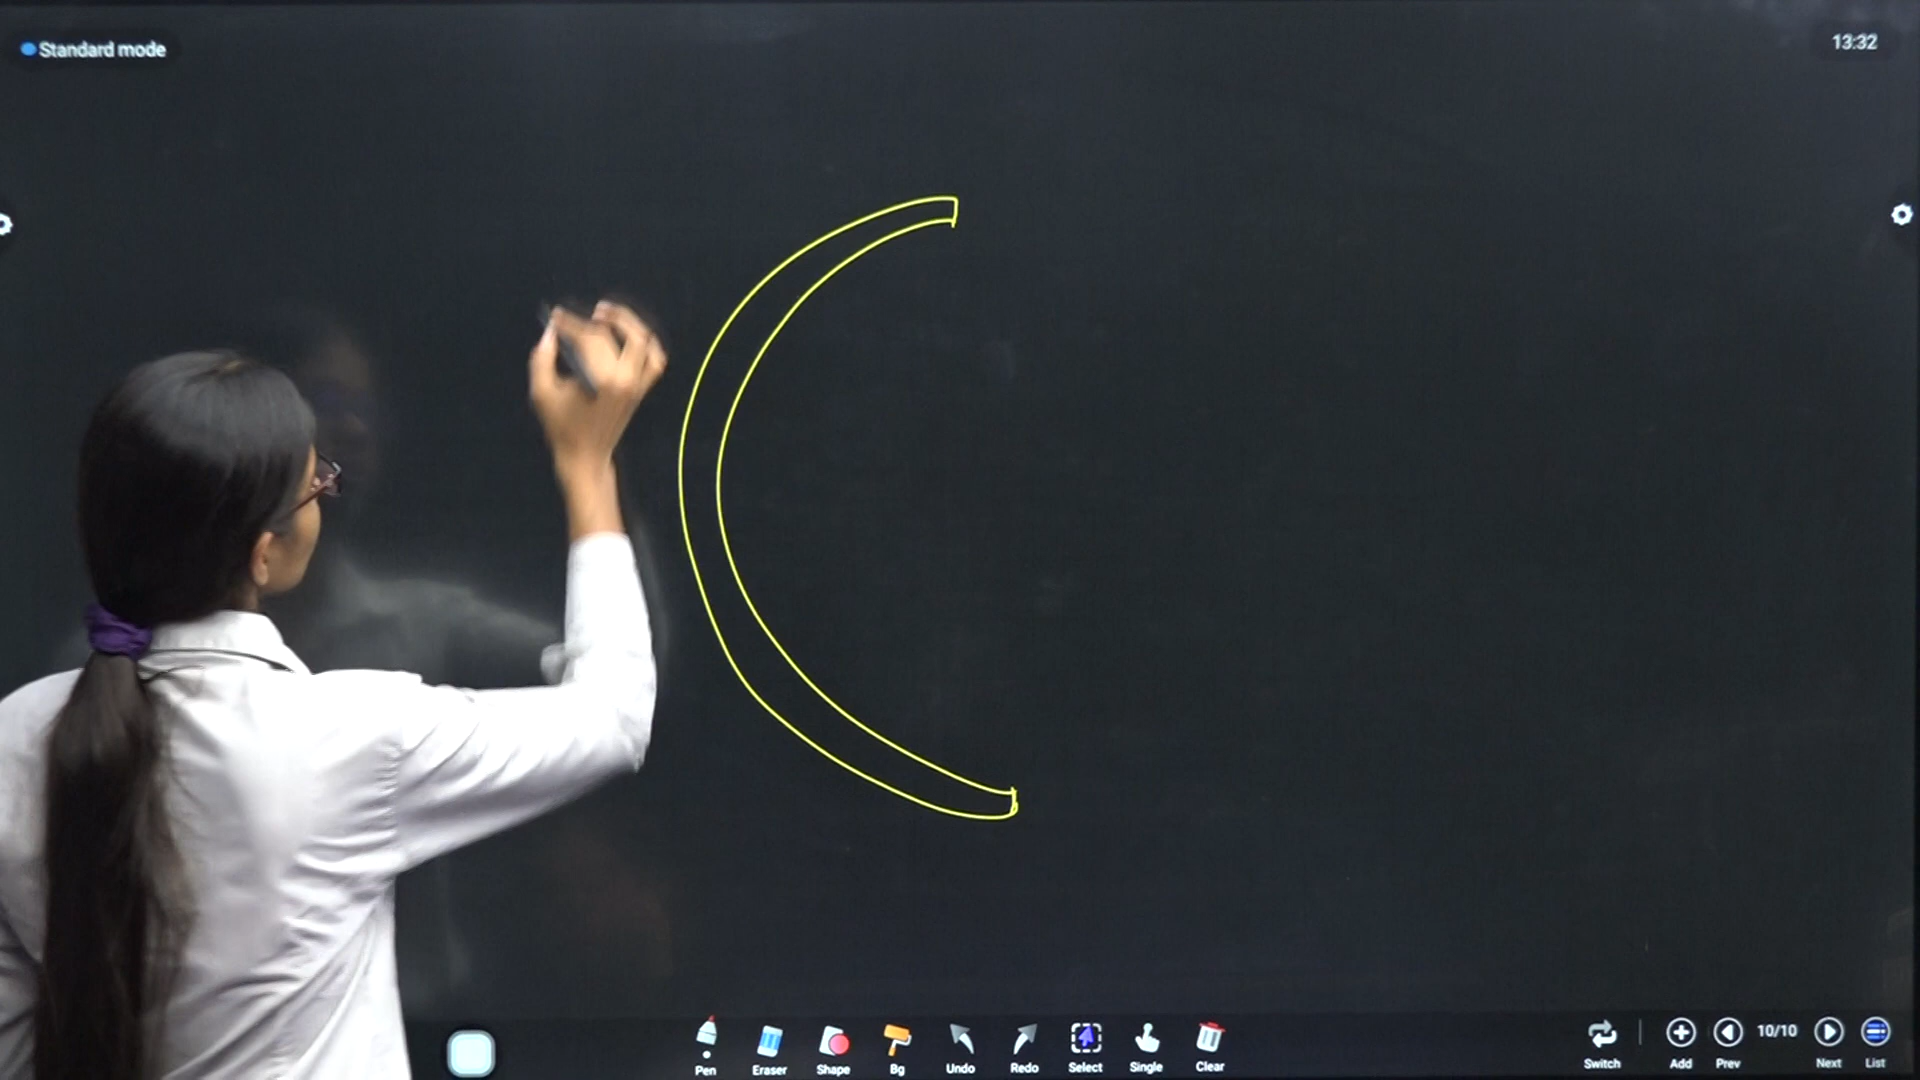 Standard mode
13:32
Pen
Eraser
Shape
Bg
Undo
Redo
Select
Single
Clear
Switch
Add
Prev
10/10
Next
List